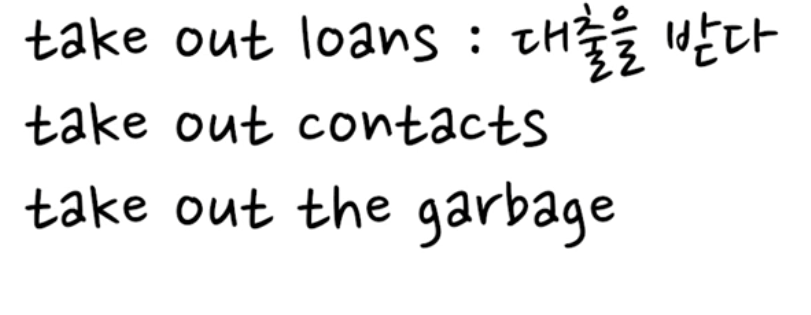 take out loans : 대출을 받다
take out contacts
take out the garbage